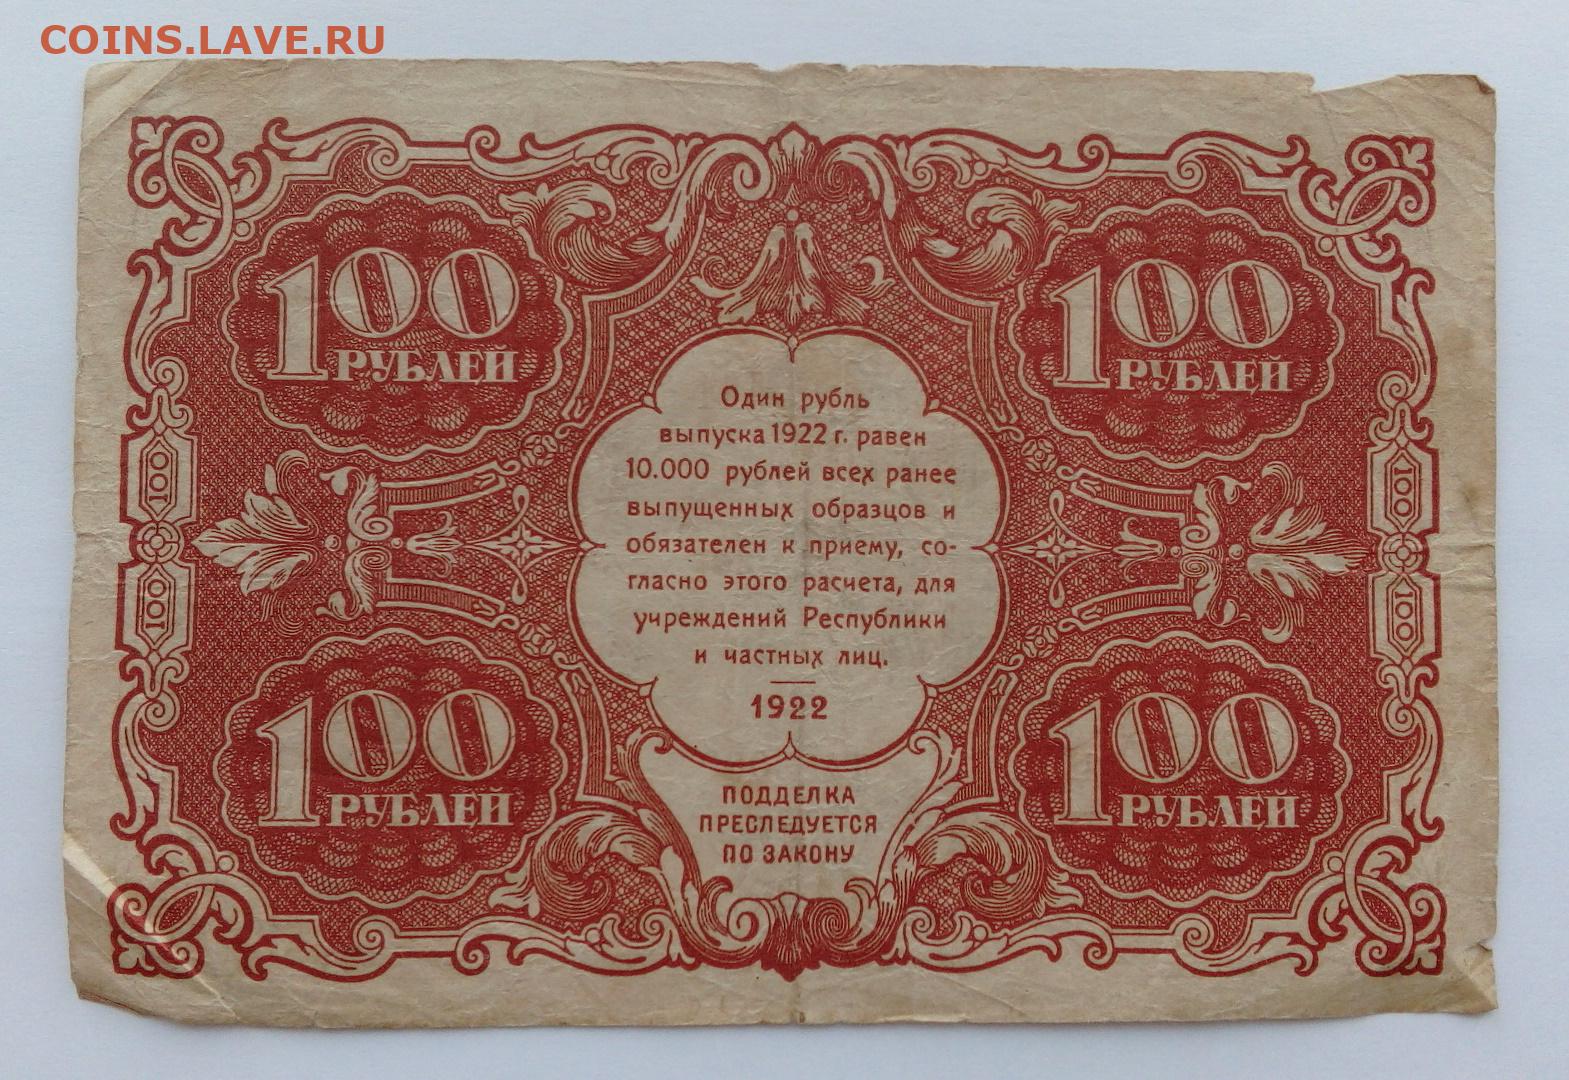 COINS.LAVE.RU
100 100
РУБЛЕЙ РУБЛЕЙ
Один рубль
выпуска 1922 г. равен
10.000 рублей всех ранее
выпущенных образцов и
обязателен к приему, со-
гласно этого расчета, для
учреждений Республики
и частных лиц.
1922
100 100
100 100
100 100
РУБЛЕЙ РУБЛЕЙ
ПОДДЕЛКА
ПРЕСЛЕДУЕТСЯ
ПО ЗАКОНУ